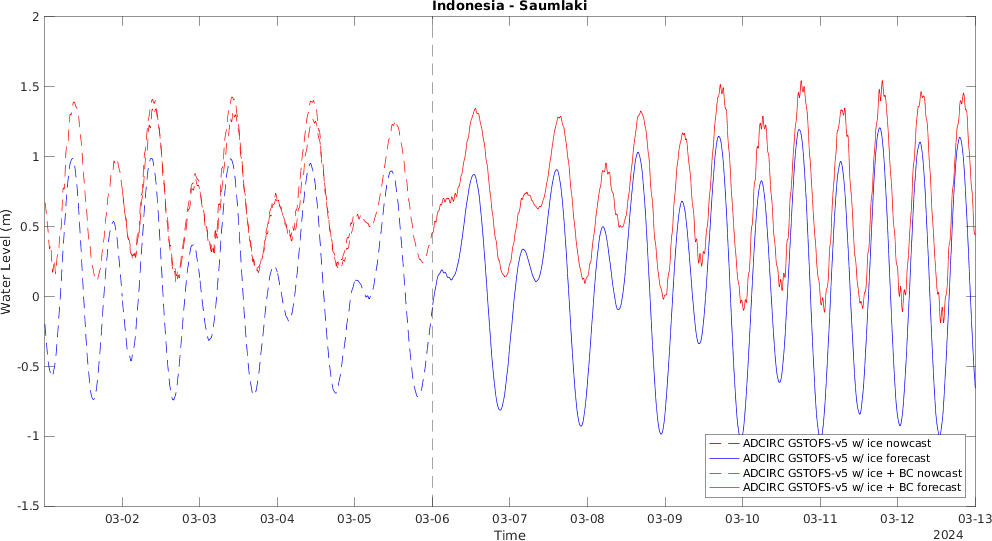 Indonesia - Saumlaki
Water Level (m)
2
1.5
1
0.5
0
-0.5
-1
-1.5
ADCIRC GSTOFS-v5 w/ ice nowcast
ADCIRC GSTOFS-v5 w/ ice forecast
ADCIRC GSTOFS-v5 w/ ice + BC nowcast
ADCIRC GSTOFS-v5 w/ ice + BC forecast
03-02 03-03 03-04 03-05 03-06 03-07 03-08 03-09 03-10 03-11 03-12 03-13
Time
2024